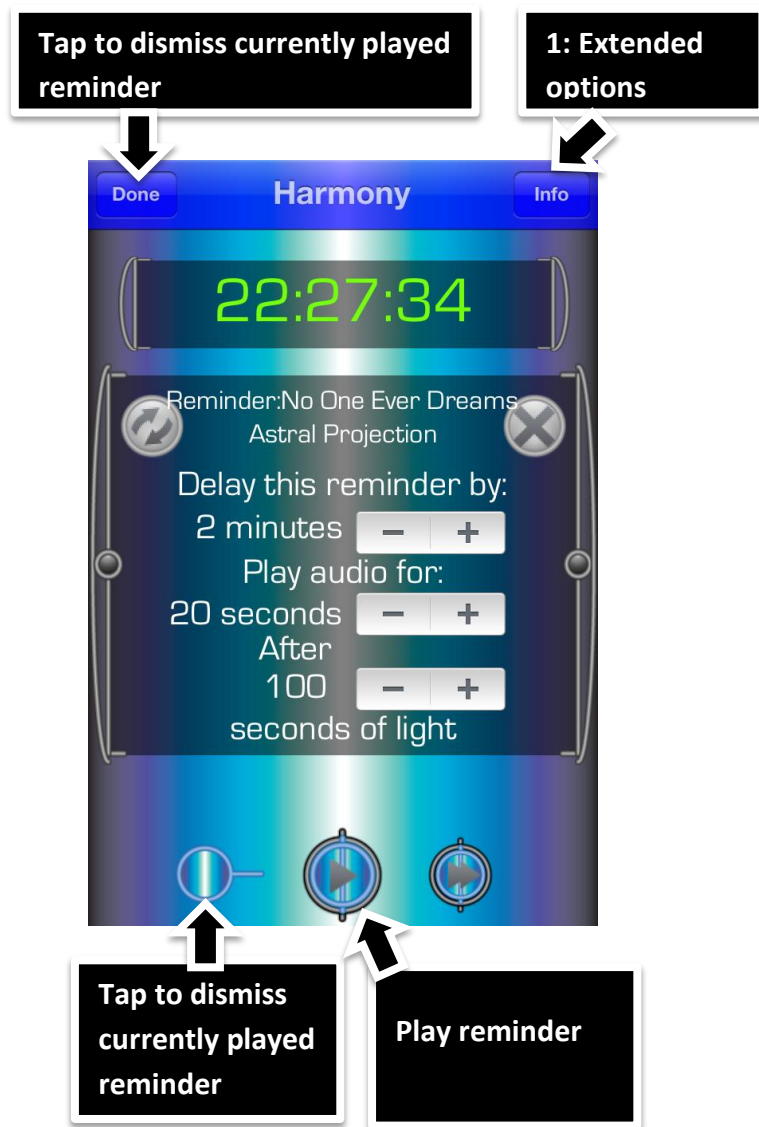 Tap to dismiss currently played
reminder
1: Extended
options
Done
Harmony
Info
22:27:34
Reminder:No One Ever Dreams
Astral Projection
Delay this reminder by:
2 minutes
− +
Play audio for:
20 seconds
− +
After
100
− +
seconds of light
Tap to dismiss
currently played
reminder
Play reminder